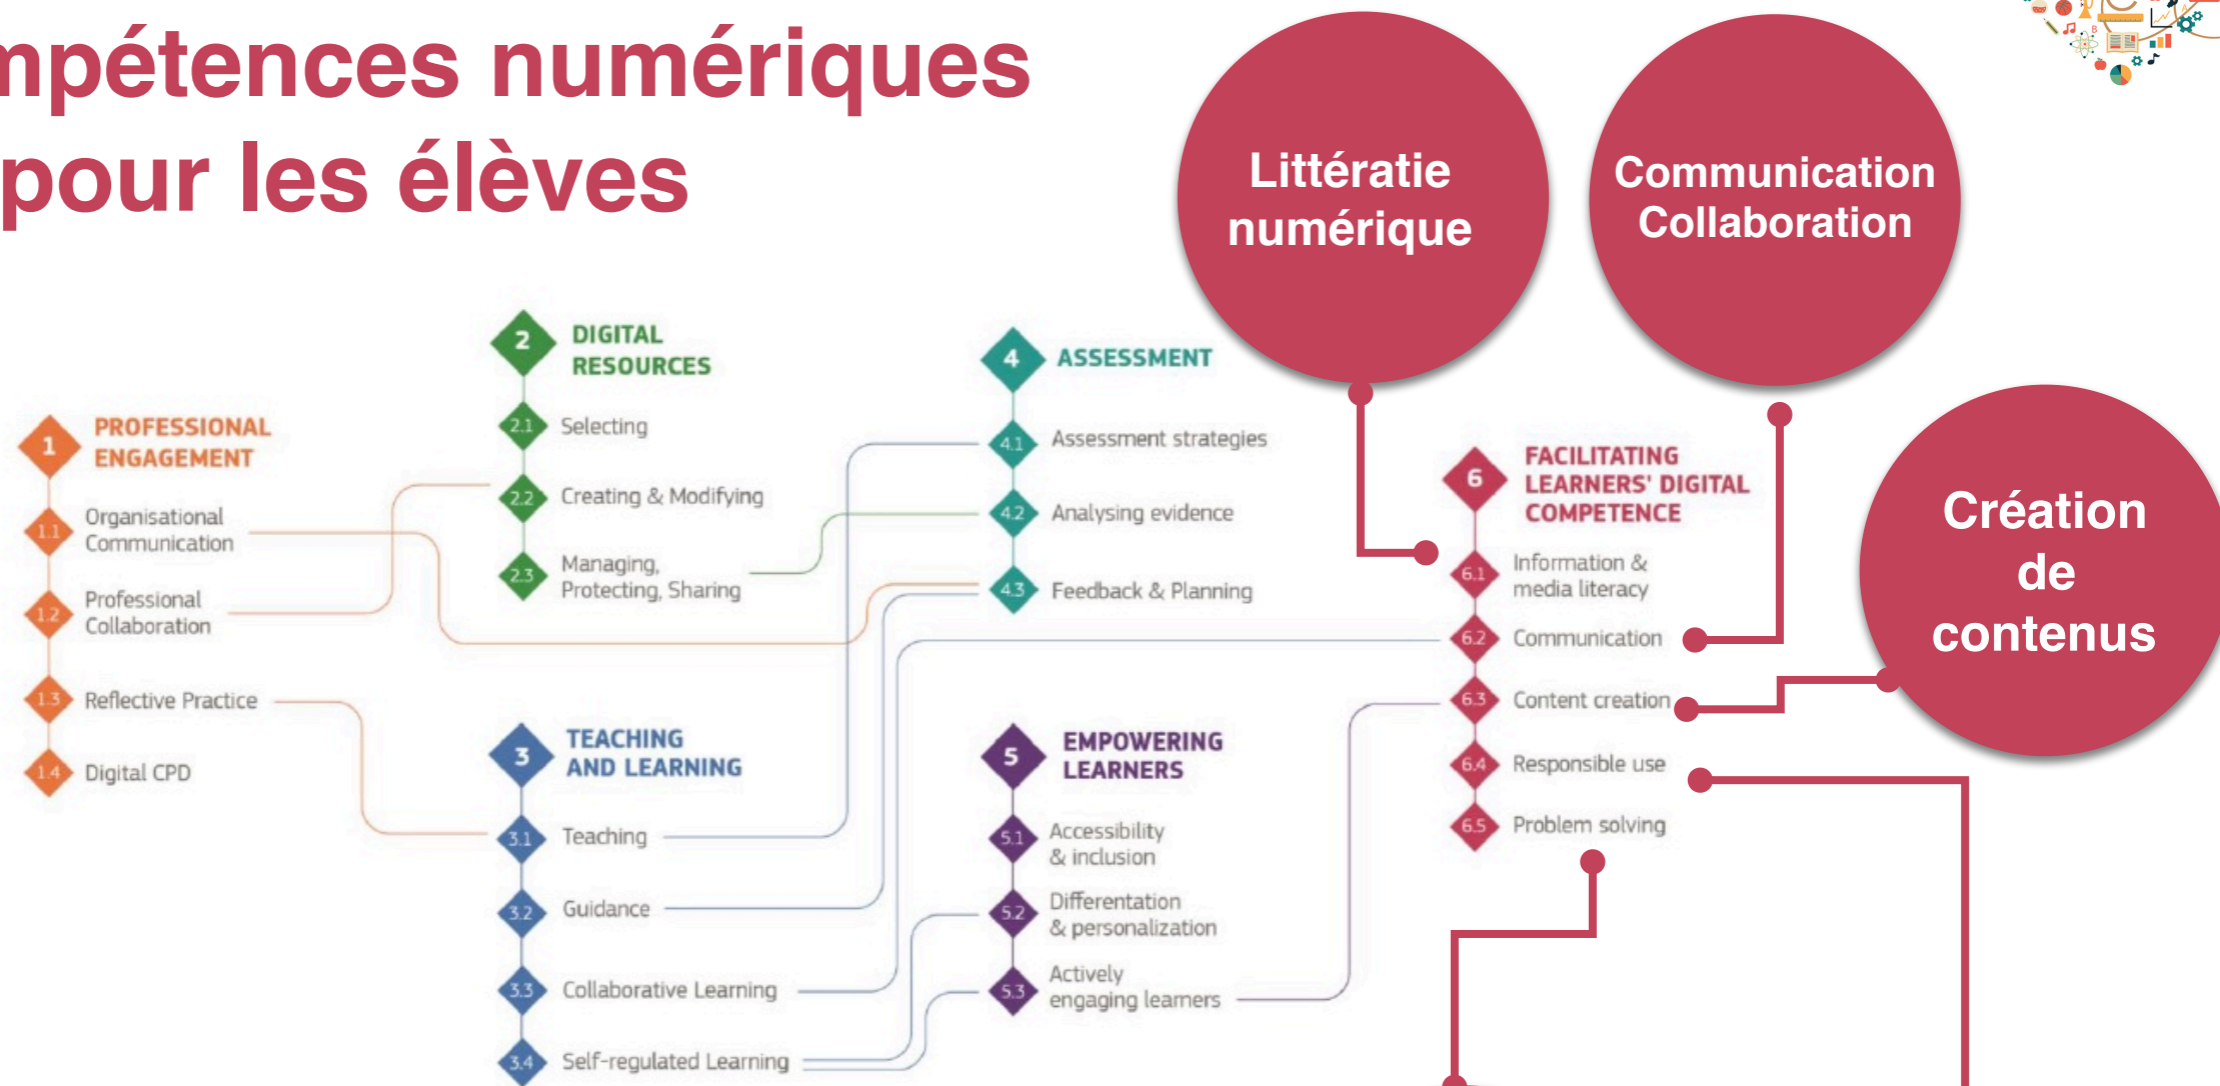 mpétences numériques
pour les élèves
Littératie
numérique
Communication
Collaboration
Création
de
contenus
1
PROFESSIONAL
ENGAGEMENT
1.1
Organisational
Communication
1.2
Professional
Collaboration
1.3
Reflective Practice
1.4
Digital CPD
2
DIGITAL
RESOURCES
2.1
Selecting
2.2
Creating & Modifying
2.3
Managing,
Protecting, Sharing
3
TEACHING
AND LEARNING
3.1
Teaching
3.2
Guidance
3.3
Collaborative Learning
3.4
Self-regulated Learning
4
ASSESSMENT
4.1
Assessment strategies
4.2
Analysing evidence
4.3
Feedback & Planning
5
EMPOWERING
LEARNERS
5.1
Accessibility
& inclusion
5.2
Differentation
& personalization
5.3
Actively
engaging learners
6
FACILITATING
LEARNERS' DIGITAL
COMPETENCE
6.1
Information &
media literacy
6.2
Communication
6.3
Content creation
6.4
Responsible use
6.5
Problem solving